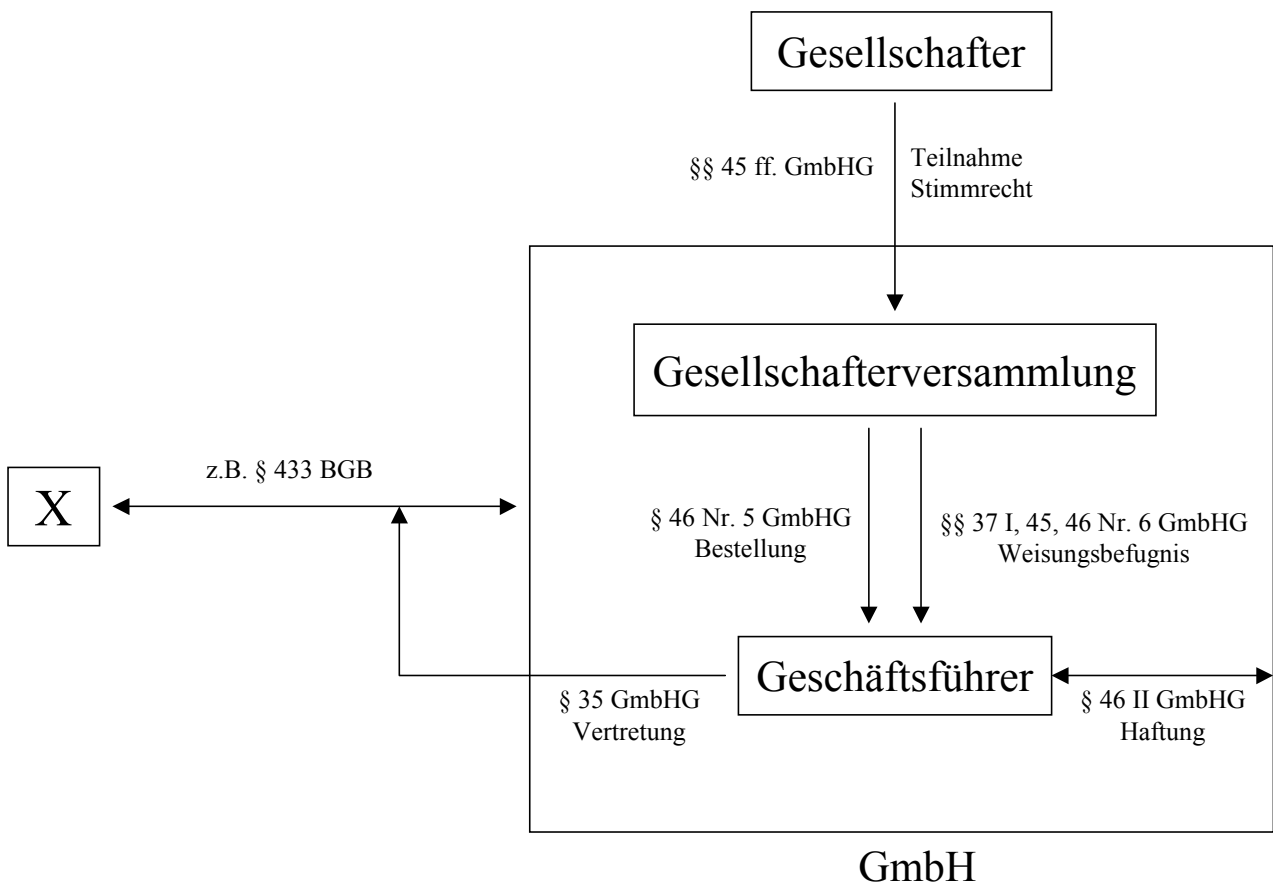 Gesellschafter
§§ 45 ff. GmbHG
Teilnahme
Stimmrecht
Gesellschafterversammlung
z.B. § 433 BGB
X
§ 46 Nr. 5 GmbHG
Bestellung
§§ 37 I, 45, 46 Nr. 6 GmbHG
Weisungsbefugnis
Geschäftsführer
§ 35 GmbHG
Vertretung
§ 46 II GmbHG
Haftung
GmbH